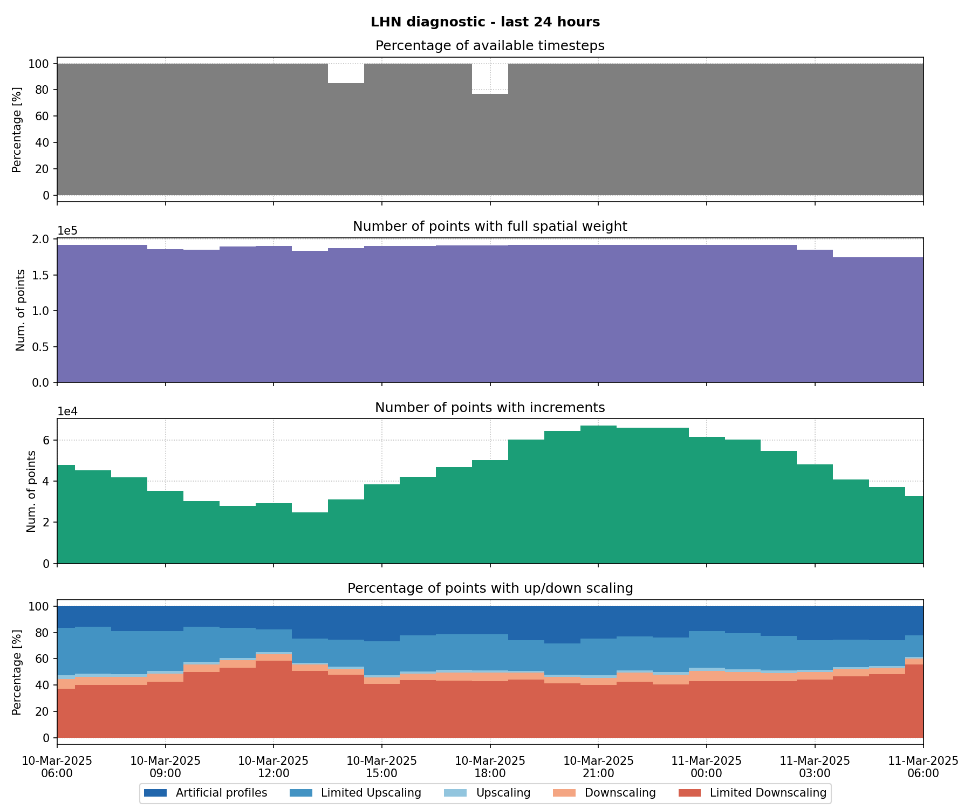 LHN diagnostic - last 24 hours
Percentage of available timesteps
100
80
60
40
20
0
Percentage [%]
Number of points with full spatial weight
1e5
2.0
1.5
1.0
0.5
0.0
Num. of points
Number of points with increments
1e4
6
4
2
0
Num. of points
Percentage of points with up/down scaling
100
80
60
40
20
0
Percentage [%]
10-Mar-2025 10-Mar-2025 10-Mar-2025 10-Mar-2025 10-Mar-2025 10-Mar-2025 11-Mar-2025 11-Mar-2025 11-Mar-2025
06:00 09:00 12:00 15:00 18:00 21:00 00:00 03:00 06:00
Artificial profiles Limited Upscaling Upscaling Downscaling Limited Downscaling